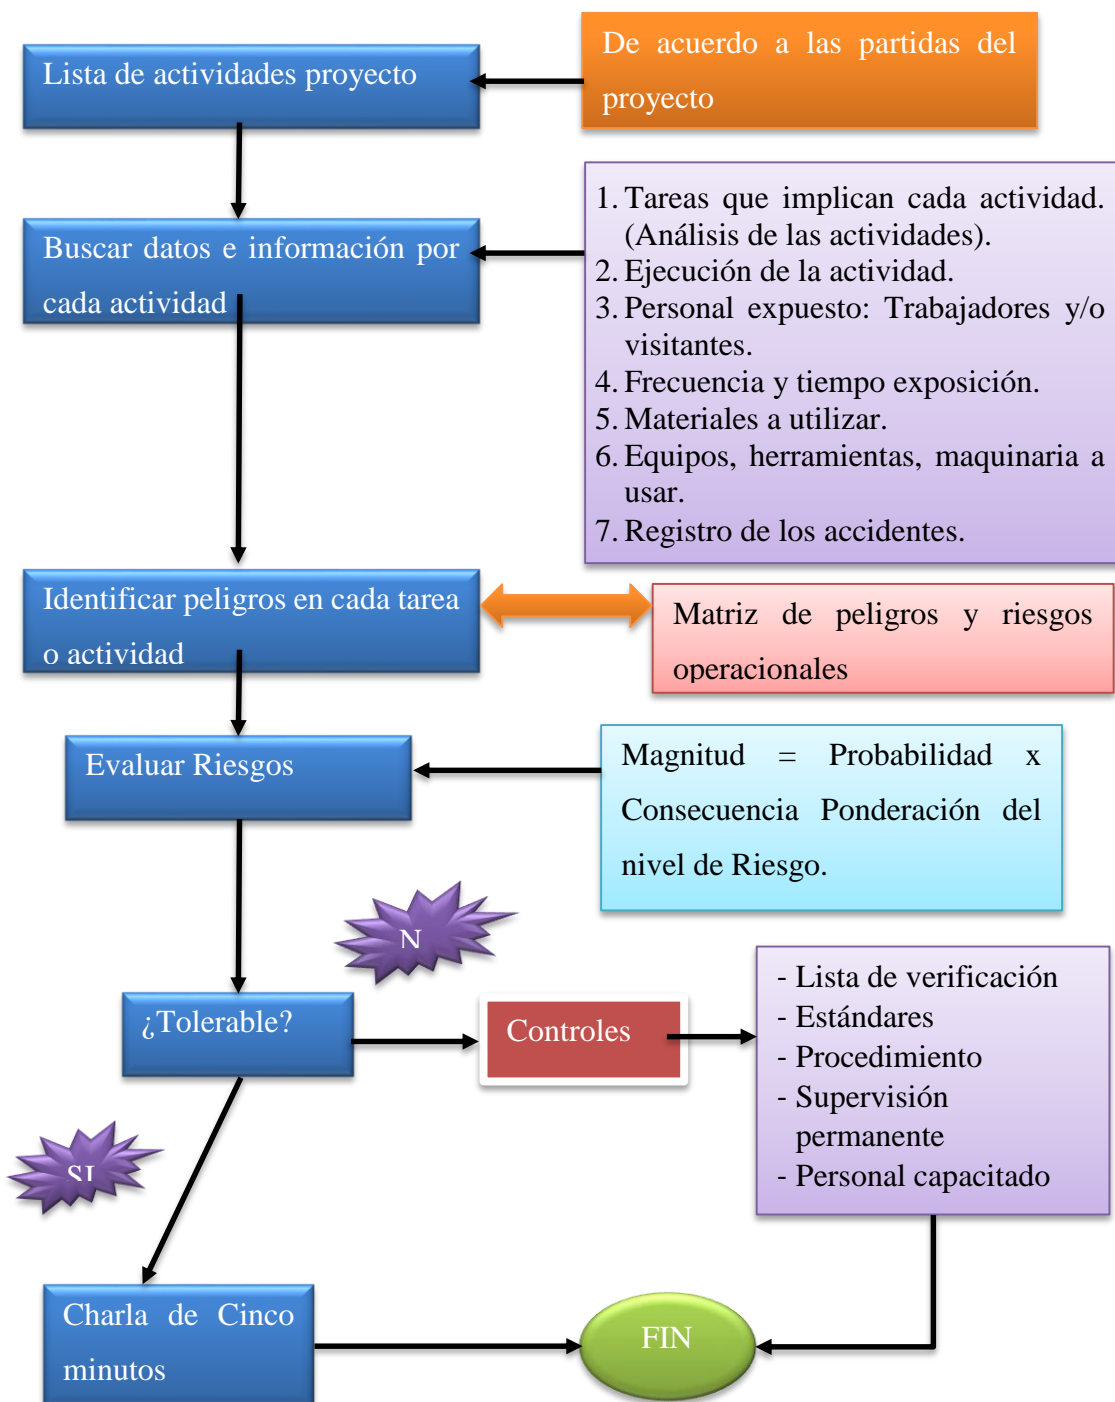 Lista de actividades proyecto
De acuerdo a las partidas del
proyecto
Buscar datos e información por
cada actividad
1. Tareas que implican cada actividad.
(Análisis de las actividades).
2. Ejecución de la actividad.
3. Personal expuesto: Trabajadores y/o
visitantes.
4. Frecuencia y tiempo exposición.
5. Materiales a utilizar.
6. Equipos, herramientas, maquinaria a
usar.
7. Registro de los accidentes.
Identificar peligros en cada tarea
o actividad
Matriz de peligros y riesgos
operacionales
Evaluar Riesgos
Magnitud = Probabilidad x
Consecuencia Ponderación del
nivel de Riesgo.
N
¿Tolerable?
Controles
- Lista de verificación
- Estándares
- Procedimiento
- Supervisión
permanente
- Personal capacitado
SI
Charla de Cinco
minutos
FIN